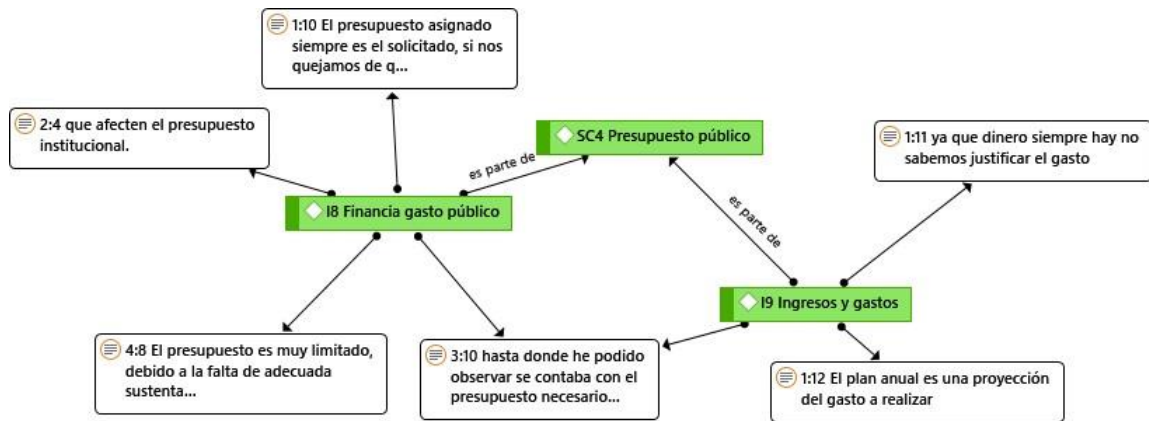 1:10 El presupuesto asignado
siempre es el solicitado, si nos
quejamos de q...
2:4 que afecten el presupuesto
institucional.
SC4 Presupuesto público
1:11 ya que dinero siempre hay no
sabemos justificar el gasto
es parte de
I8 Financia gasto público
es parte de
I9 Ingresos y gastos
4:8 El presupuesto es muy limitado,
debido a la falta de adecuada
sustenta...
3:10 hasta donde he podido
observar se contaba con el
presupuesto necesario...
1:12 El plan anual es una proyección
del gasto a realizar